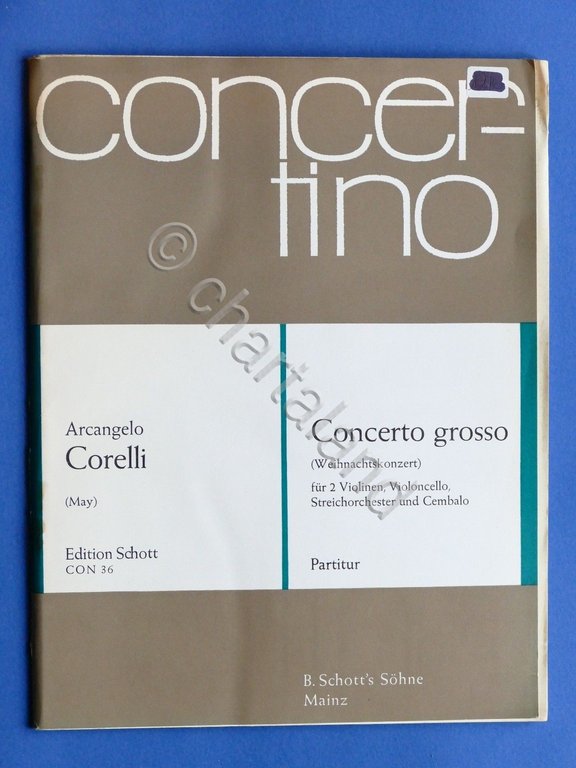 concer-
tino
© chartaland
Arcangelo
Corelli
(May)
Edition Schott
CON 36
Concerto grosso
(Weihnachtskonzert)
für 2 Violinen, Violoncello,
Streichorchester und Cembalo
Partitur
B. Schott's Söhne
Mainz